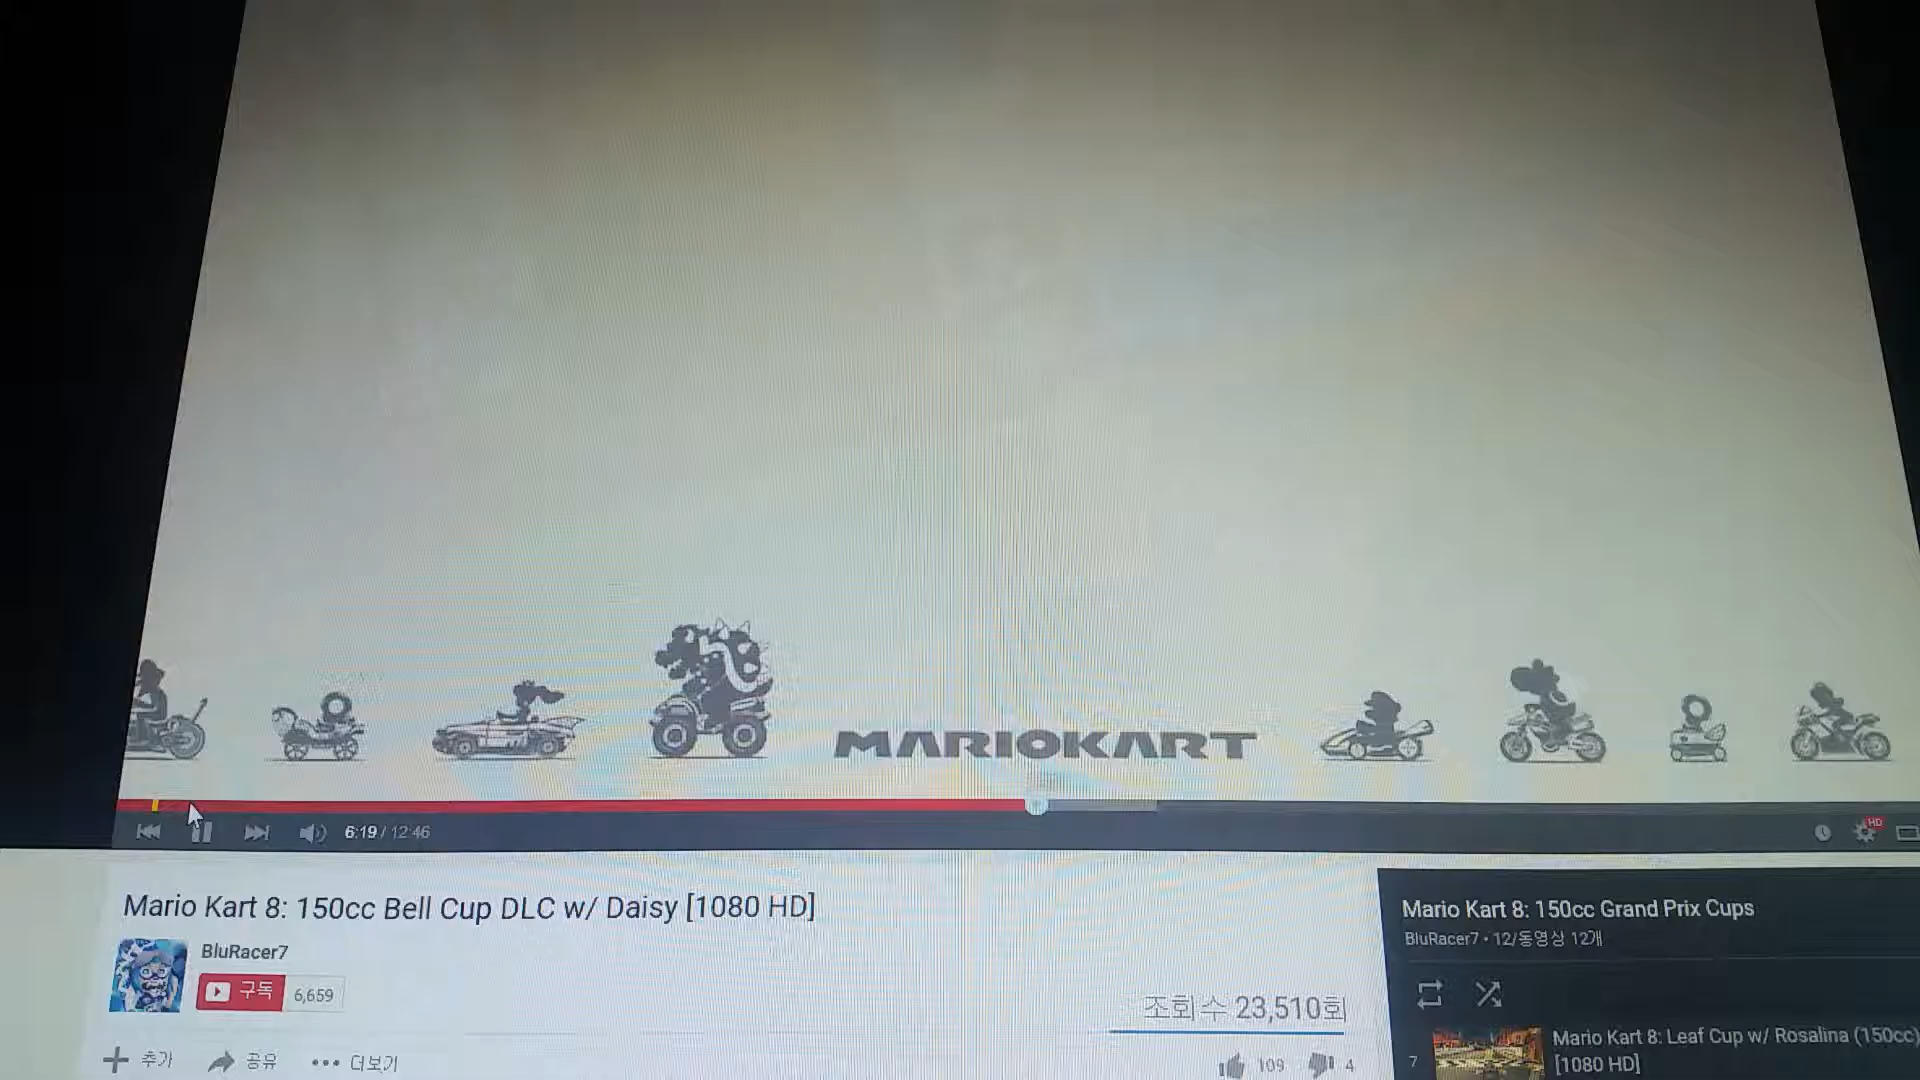 MARIOKART
6:19 / 12:46
HD
Mario Kart 8: 150cc Bell Cup DLC w/ Daisy [1080 HD]
BluRacer7
구독 6,659
조회수 23,510회
추가 공유 더보기
109 4
Mario Kart 8: 150cc Grand Prix Cups
BluRacer7 • 12/동영상 12개
7
Mario Kart 8: Leaf Cup w/ Rosalina (150cc)
[1080 HD]